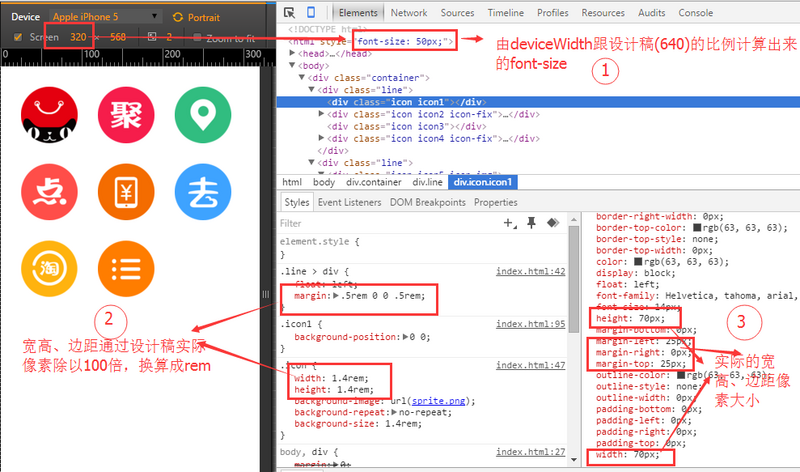 Device Apple iPhone 5 Portrait
Screen 320 × 568 2 Zoom to fit
0 100 200 300
聚
点
¥
去
淘
②
宽高、边距通过设计稿实际
像素除以100倍，换算成rem
Elements Network Sources Timeline Profiles Resources Audits Console
<!DOCTYPE html>
<html style="font-size: 50px;">
<head>…</head>
<body>
<div class="container">
<div class="line">
<div class="icon icon1"></div>
<div class="icon icon2 icon-fix">…</div>
<div class="icon icon3"></div>
<div class="icon icon4 icon-fix">…</div>
</div>
<div class="line">
由deviceWidth跟设计稿(640)的比例计算出来
的font-size
①
html body div.container div.line div.icon.icon1
Styles Event Listeners DOM Breakpoints Properties
Filter
element.style {
}
.line > div { index.html:42
float: left;
margin: .5rem 0 0 .5rem;
}
.icon1 { index.html:95
background-position: 0 0;
}
.icon { index.html:47
width: 1.4rem;
height: 1.4rem;
background-image: url(sprite.png);
background-repeat: no-repeat;
background-size: 1.4rem;
}
body, div { index.html:27
margin: 0;
border-right-width: 0px;
border-top-color: rgb(63, 63, 63);
border-top-style: none;
border-top-width: 0px;
color: rgb(63, 63, 63);
display: block;
float: left;
font-family: Helvetica, tahoma, arial,
font-size: 14px;
height: 70px;
margin-bottom: 0px;
margin-left: 25px;
margin-right: 0px;
margin-top: 25px;
outline-color: rgb(63, 63, 63);
outline-style: none;
outline-width: 0px;
padding-bottom: 0px;
padding-left: 0px;
padding-right: 0px;
padding-top: 0px;
width: 70px;
③
实际的宽
高、边距像
素大小